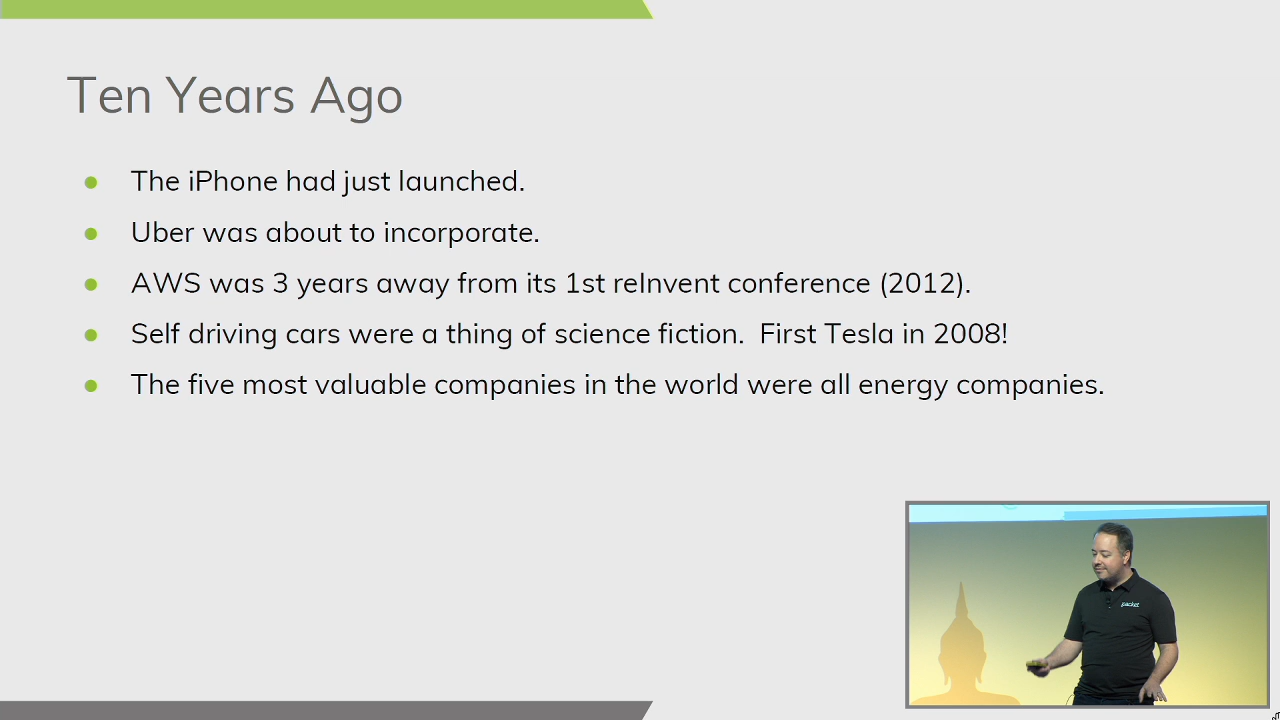 Ten Years Ago
The iPhone had just launched.
Uber was about to incorporate.
AWS was 3 years away from its 1st reInvent conference (2012).
Self driving cars were a thing of science fiction.  First Tesla in 2008!
The five most valuable companies in the world were all energy companies.
packet